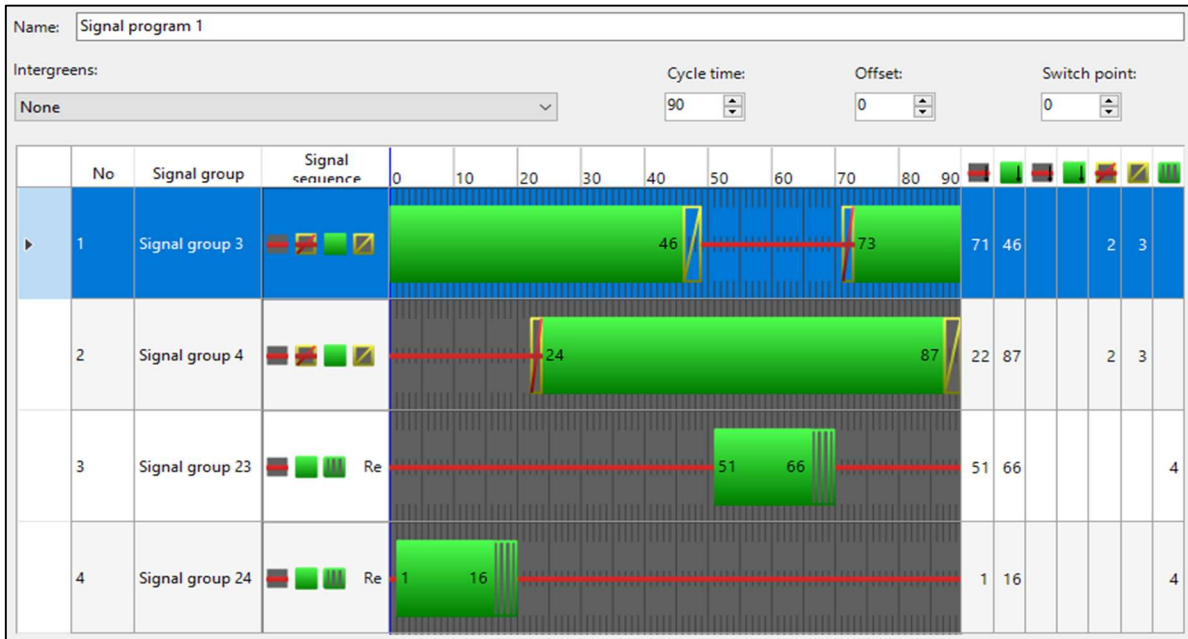 Name: Signal program 1
Intergreens: Cycle time: Offset: Switch point:
None 90 0 0
No Signal group Signal sequence 0 10 20 30 40 50 60 70 80 90
1 Signal group 3 46 73 71 46 2 3
2 Signal group 4 24 87 22 87 2 3
3 Signal group 23 Re 51 66 51 66 4
4 Signal group 24 Re 1 16 1 16 4